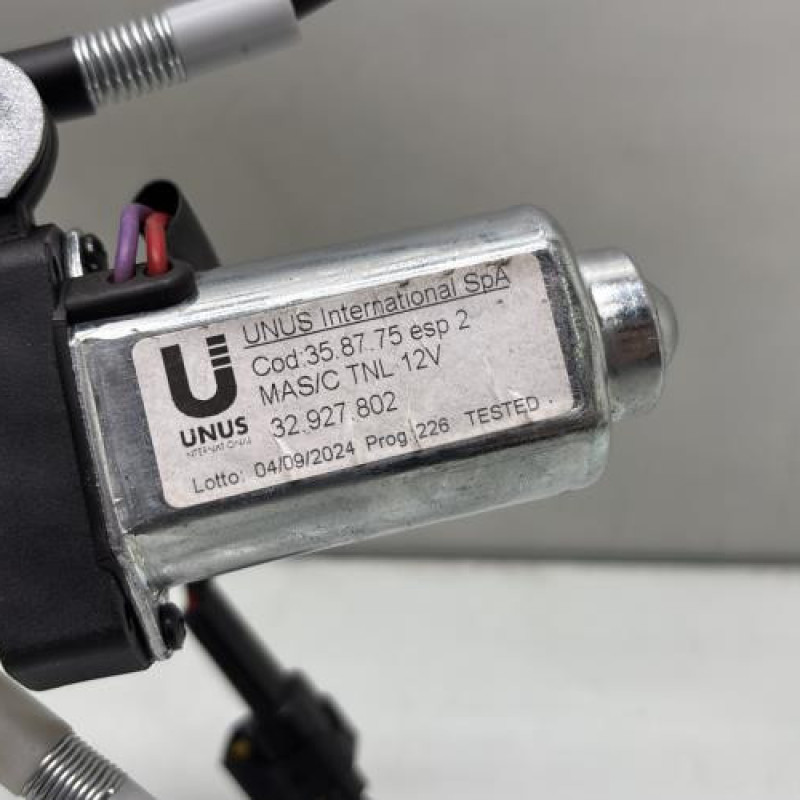 UNUS
INTERNATIONAL
UNUS International SpA
Cod:35.87.75 esp 2
MAS/C TNL 12V
32.927.802
Lotto: 04/09/2024 Prog.226 TESTED